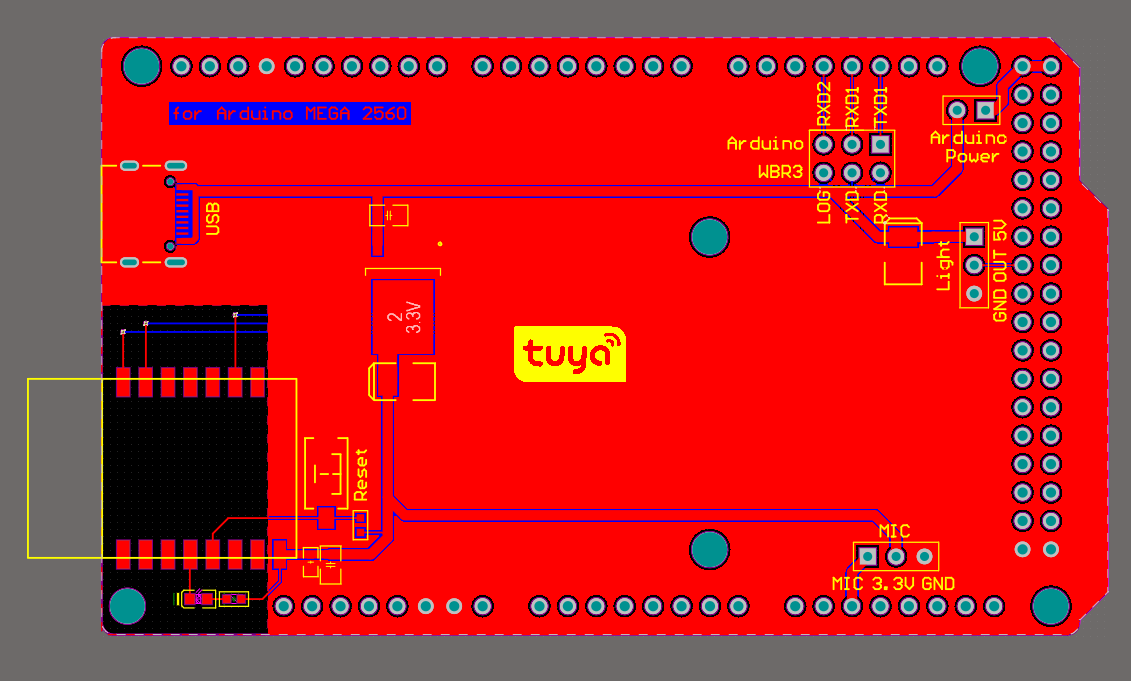 for Arduino MEGA 2560
RXD2
RXD1
TXD1
Arduino
Power
Arduino
WBR3
LOG
TXD
RXD
USB
Light
GND OUT 5V
2
3.3V
tuya
Reset
MIC
MIC 3.3V GND